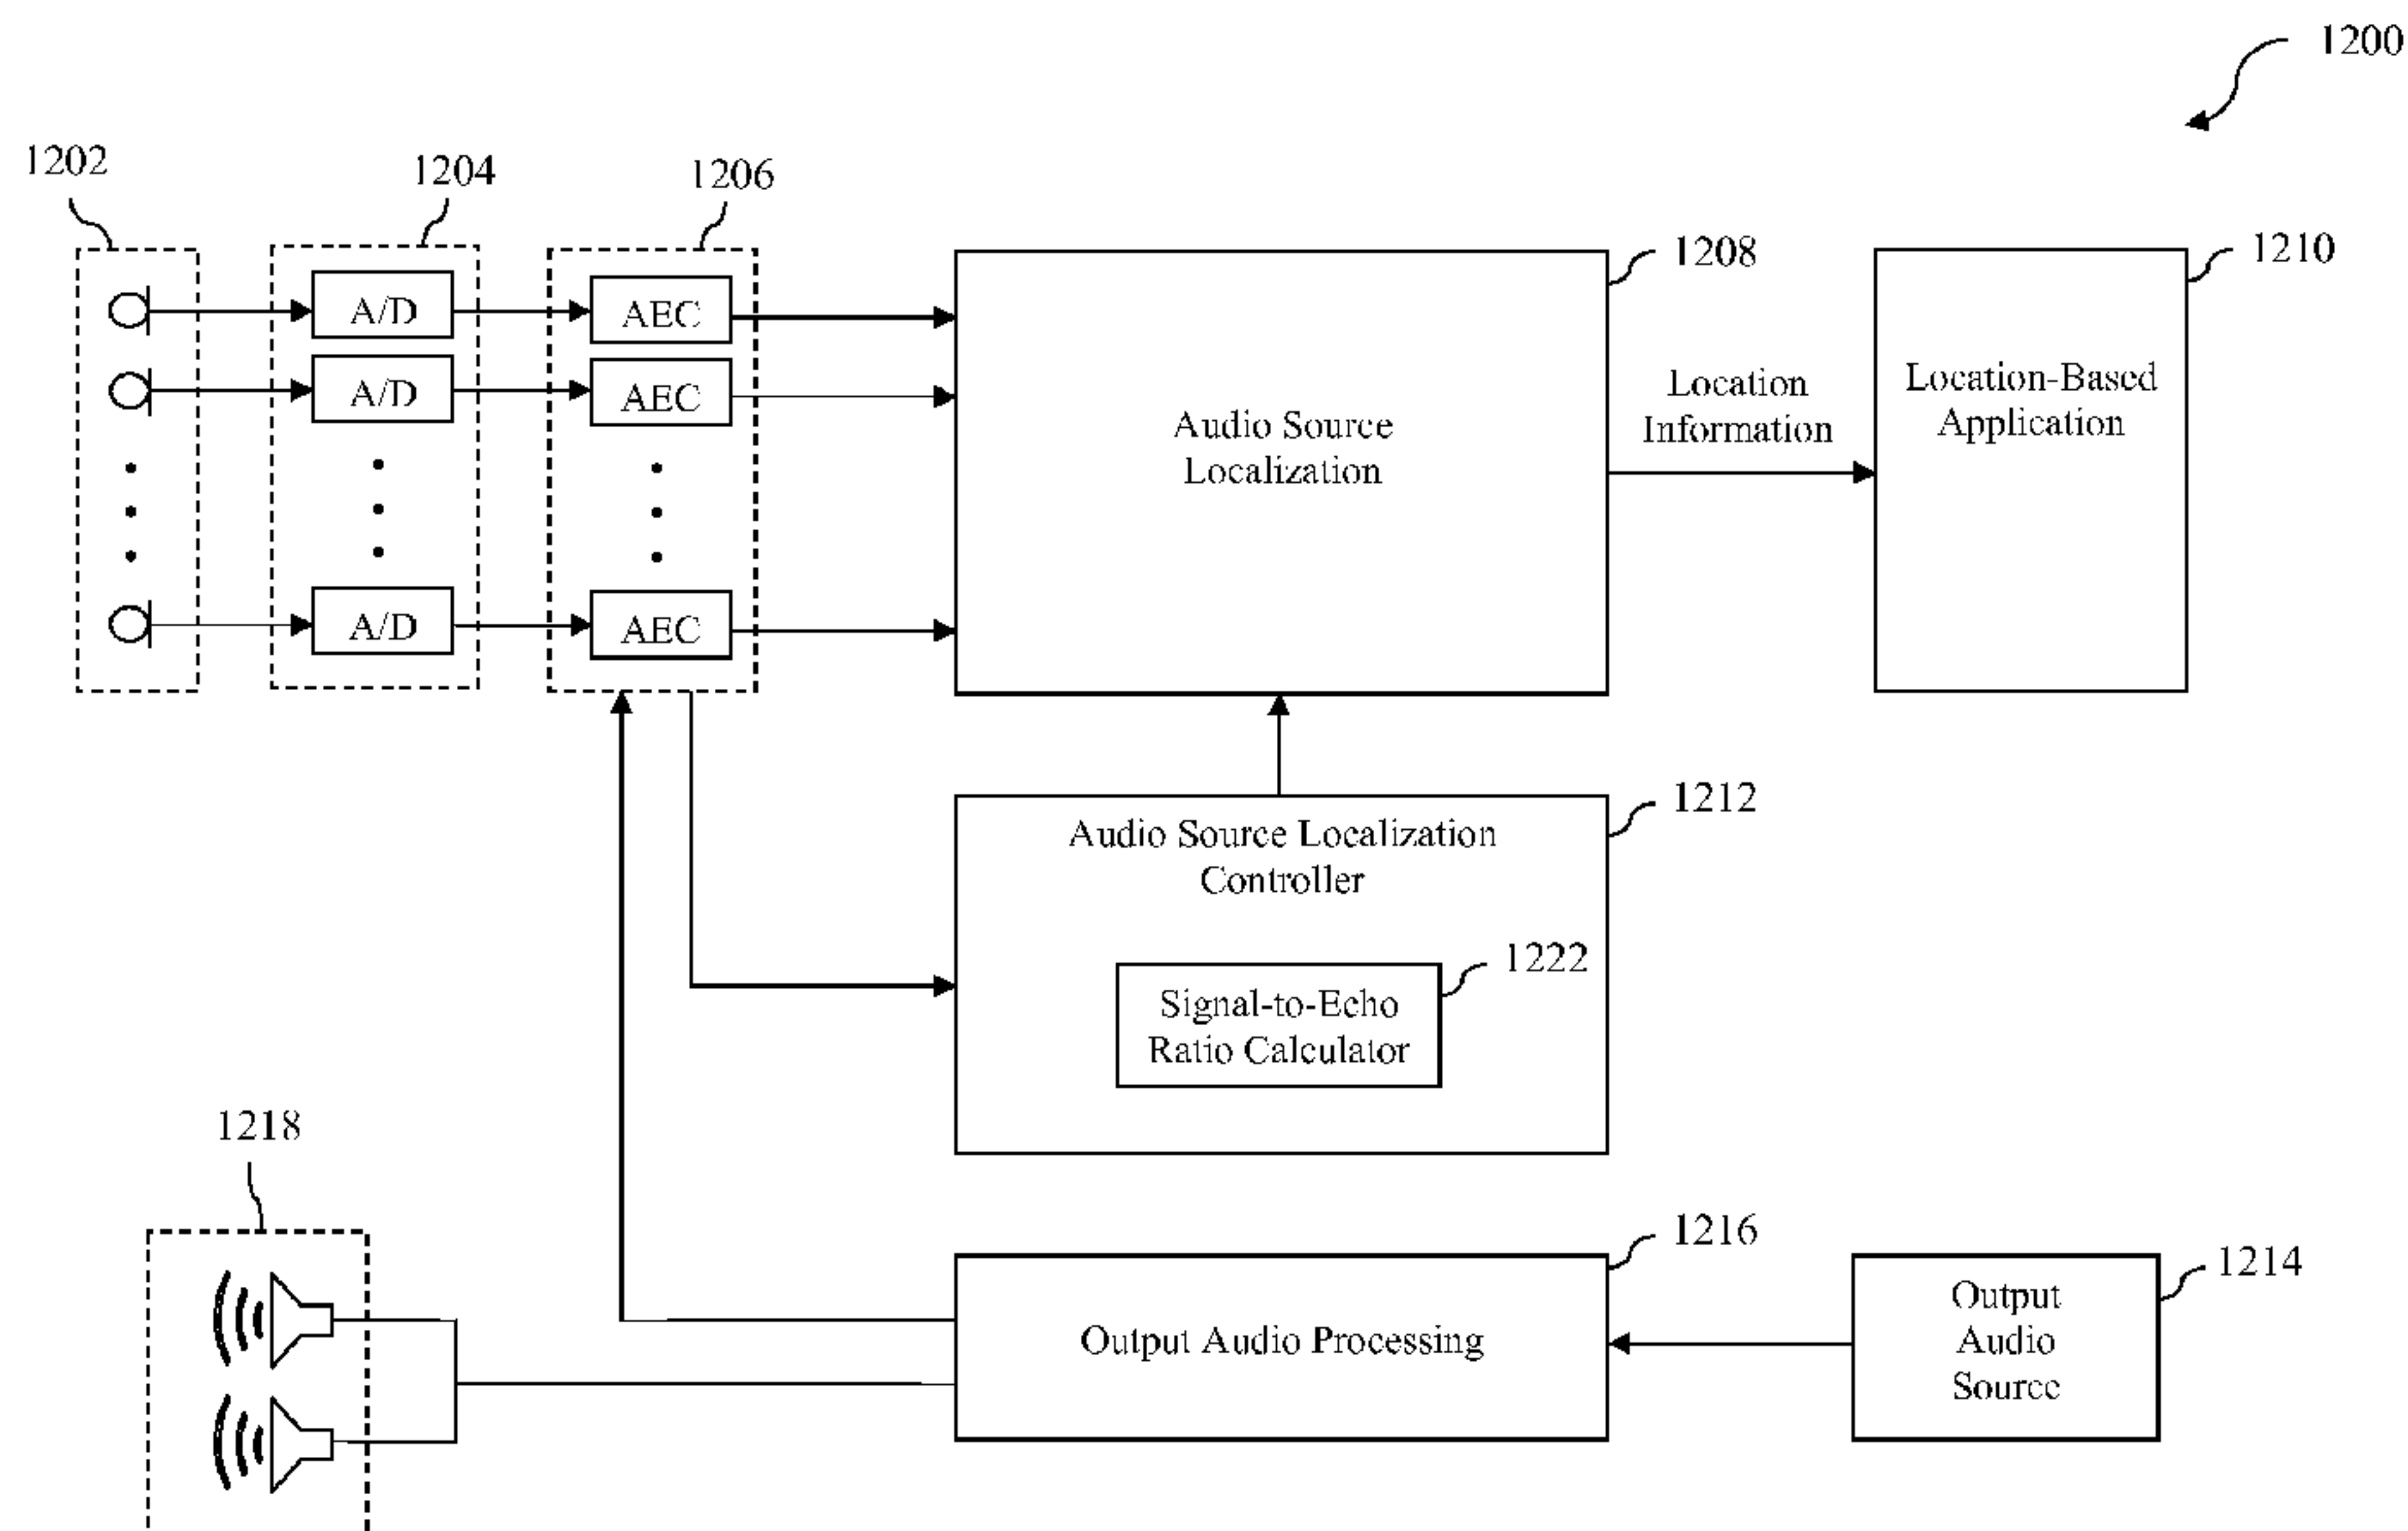 1200
1202
1204
1206
1208
1210
A/D
AEC
A/D
AEC
Audio Source
Localization
Location
Information
Location-Based
Application
A/D
AEC
1212
Audio Source Localization
Controller
1222
Signal-to-Echo
Ratio Calculator
1218
1216
1214
Output Audio Processing
Output
Audio
Source